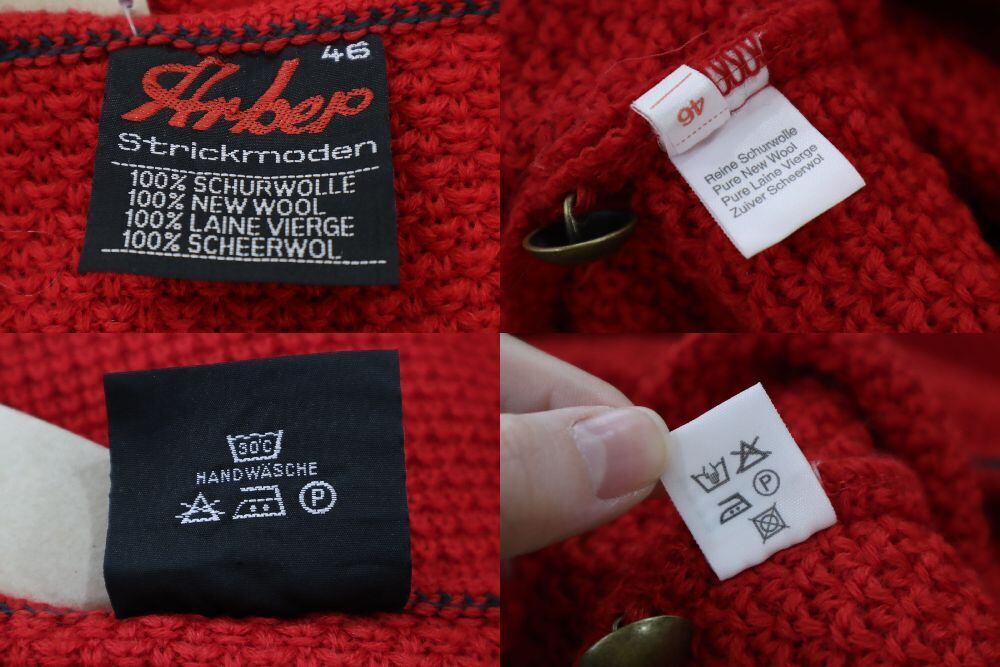 46
Arber
Strickmoden
100% SCHURWOLLE
100% NEW WOOL
100% LAINE VIERGE
100% SCHEERWOL
46
Reine Schurwolle
Pure New Wool
Pure Laine Vierge
Zuiver Scheerwol
30°C
HANDWÄSCHE
P
P